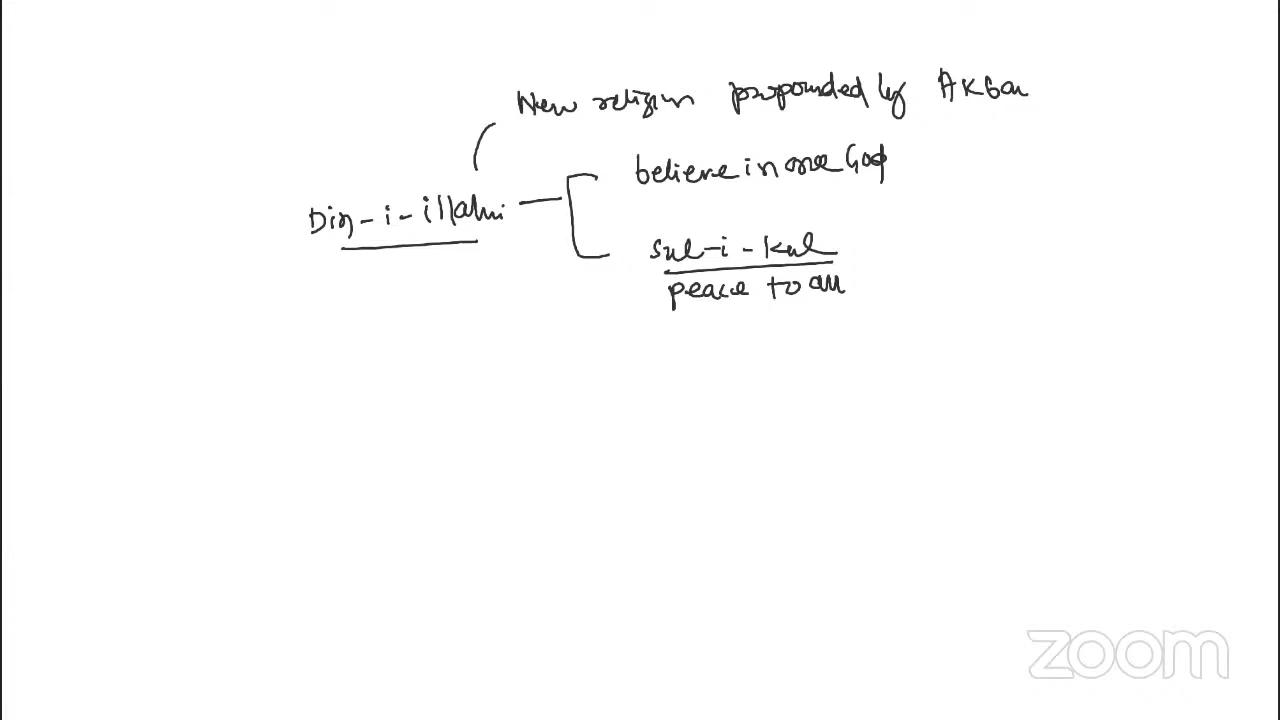 New religion propounded by Akbar
believe in one God
Din-i-illahi
sul-i-kul
peace to all
zoom